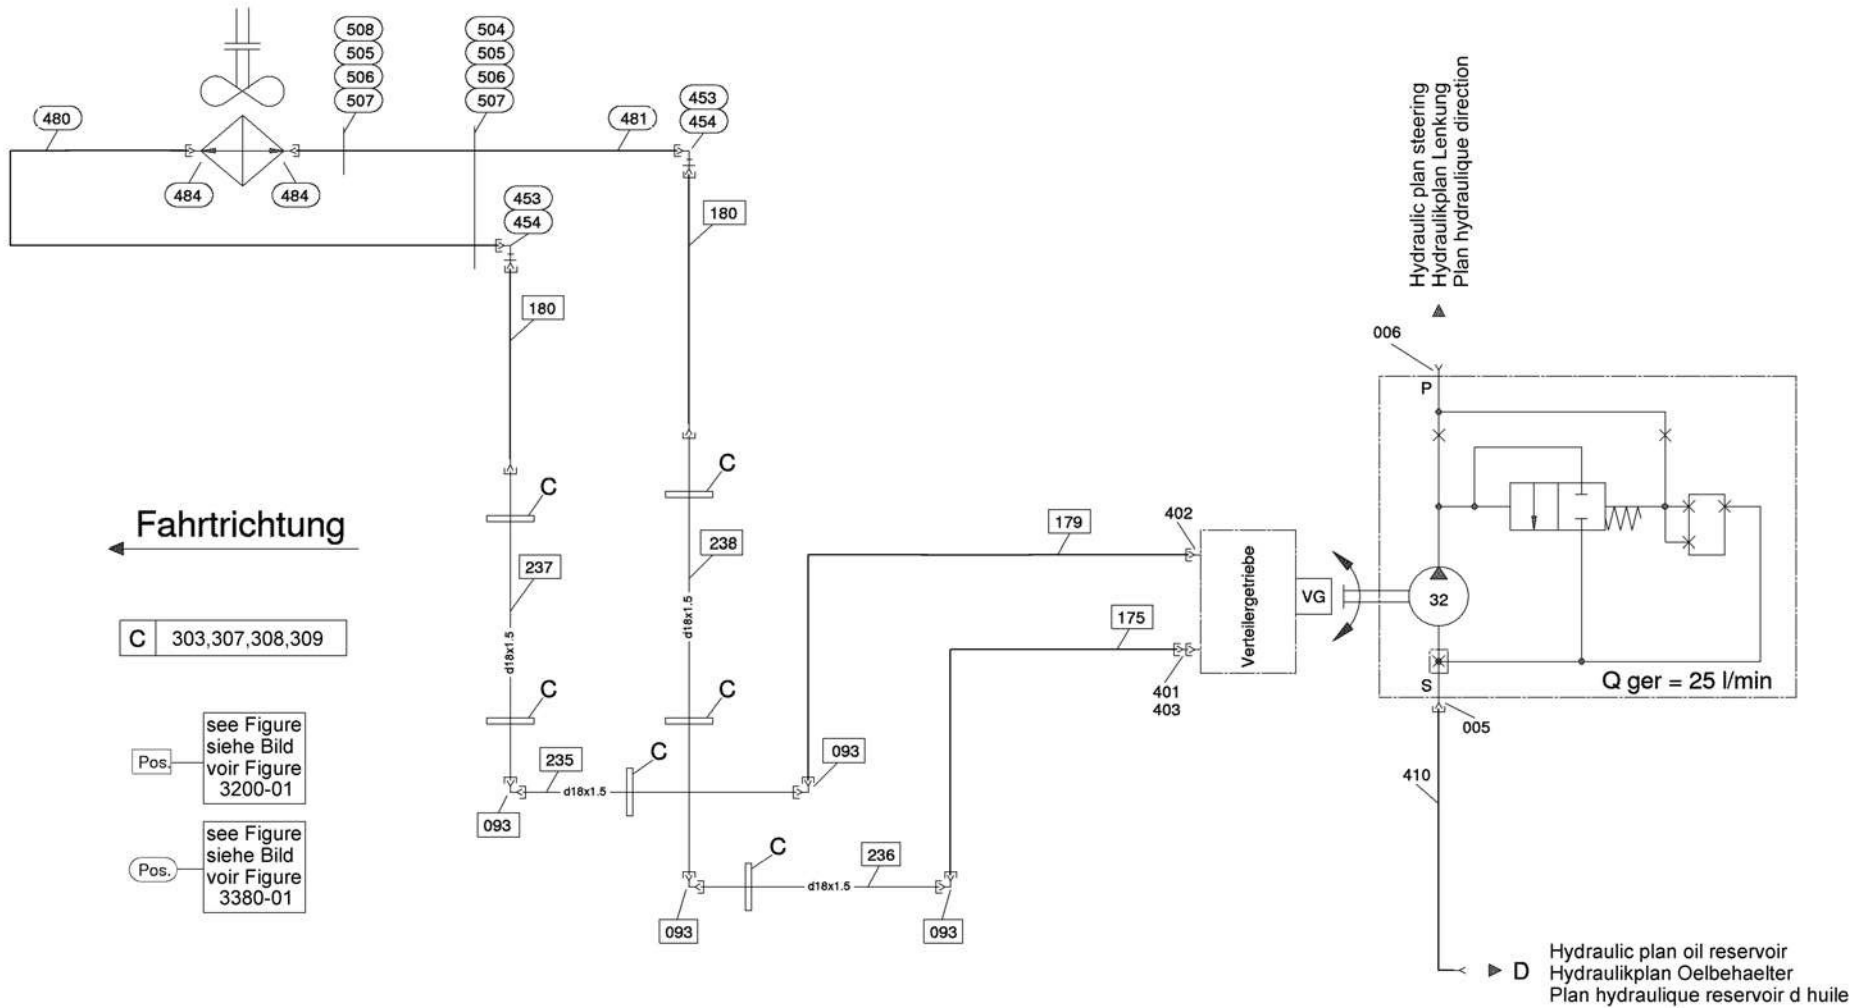 508
505
506
507
504
505
506
507
480
481
453
454
484
484
453
454
180
180
Hydraulic plan steering
Hydraulikplan Lenkung
Plan hydraulique direction
006
P
C
C
Fahrtrichtung
237
238
179
402
d18x1.5
d18x1.5
Verteilergetriebe
VG
32
C 303,307,308,309
175
401
403
S
Q ger = 25 l/min
005
C
C
Pos.
see Figure
siehe Bild
voir Figure
3200-01
235
C
d18x1.5
093
093
410
Pos.
see Figure
siehe Bild
voir Figure
3380-01
C
236
d18x1.5
093
093
D
Hydraulic plan oil reservoir
Hydraulikplan Oelbehaelter
Plan hydraulique reservoir d huile